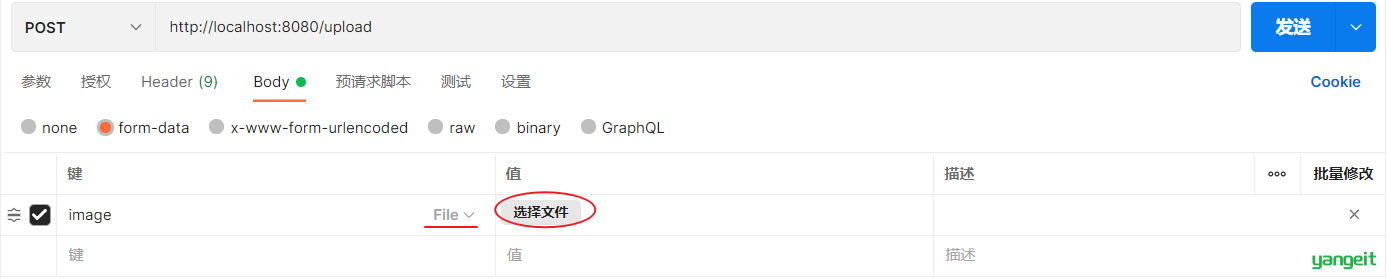 POST http://localhost:8080/upload 发送
参数 授权 Header (9) Body 预请求脚本 测试 设置 Cookie
none form-data x-www-form-urlencoded raw binary GraphQL
键 值 描述 批量修改
image File 选择文件
键 值 描述
yangeit